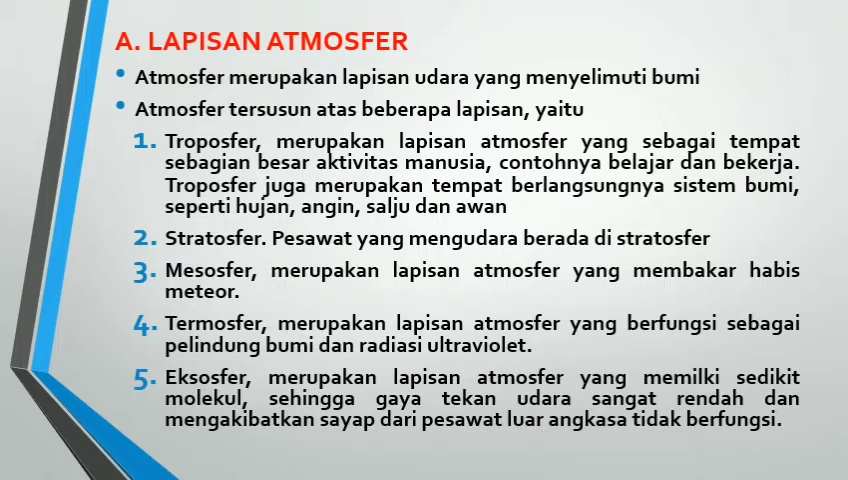 A. LAPISAN ATMOSFER
• Atmosfer merupakan lapisan udara yang menyelimuti bumi
• Atmosfer tersusun atas beberapa lapisan, yaitu
1. Troposfer, merupakan lapisan atmosfer yang sebagai tempat
sebagian besar aktivitas manusia, contohnya belajar dan bekerja.
Troposfer juga merupakan tempat berlangsungnya sistem bumi,
seperti hujan, angin, salju dan awan
2. Stratosfer. Pesawat yang mengudara berada di stratosfer
3. Mesosfer, merupakan lapisan atmosfer yang membakar habis
meteor.
4. Termosfer, merupakan lapisan atmosfer yang berfungsi sebagai
pelindung bumi dan radiasi ultraviolet.
5. Eksosfer, merupakan lapisan atmosfer yang memilki sedikit
molekul, sehingga gaya tekan udara sangat rendah dan
mengakibatkan sayap dari pesawat luar angkasa tidak berfungsi.